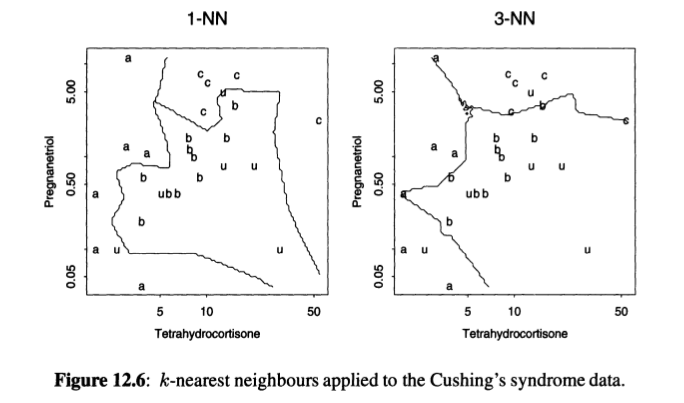 1-NN
3-NN
Pregnanetriol
5.00
0.50
0.05
a
c
c
c
u
b
c
c
b
b
a
a
b
b
u
u
b
b
a
u b b
b
a
u
u
a
5
10
50
Tetrahydrocortisone
Pregnanetriol
5.00
0.50
0.05
a
c
c
c
u
b
c
c
b
b
a
a
b
b
u
u
b
b
a
u b b
b
a
u
u
a
5
10
50
Tetrahydrocortisone
Figure 12.6: k-nearest neighbours applied to the Cushing's syndrome data.